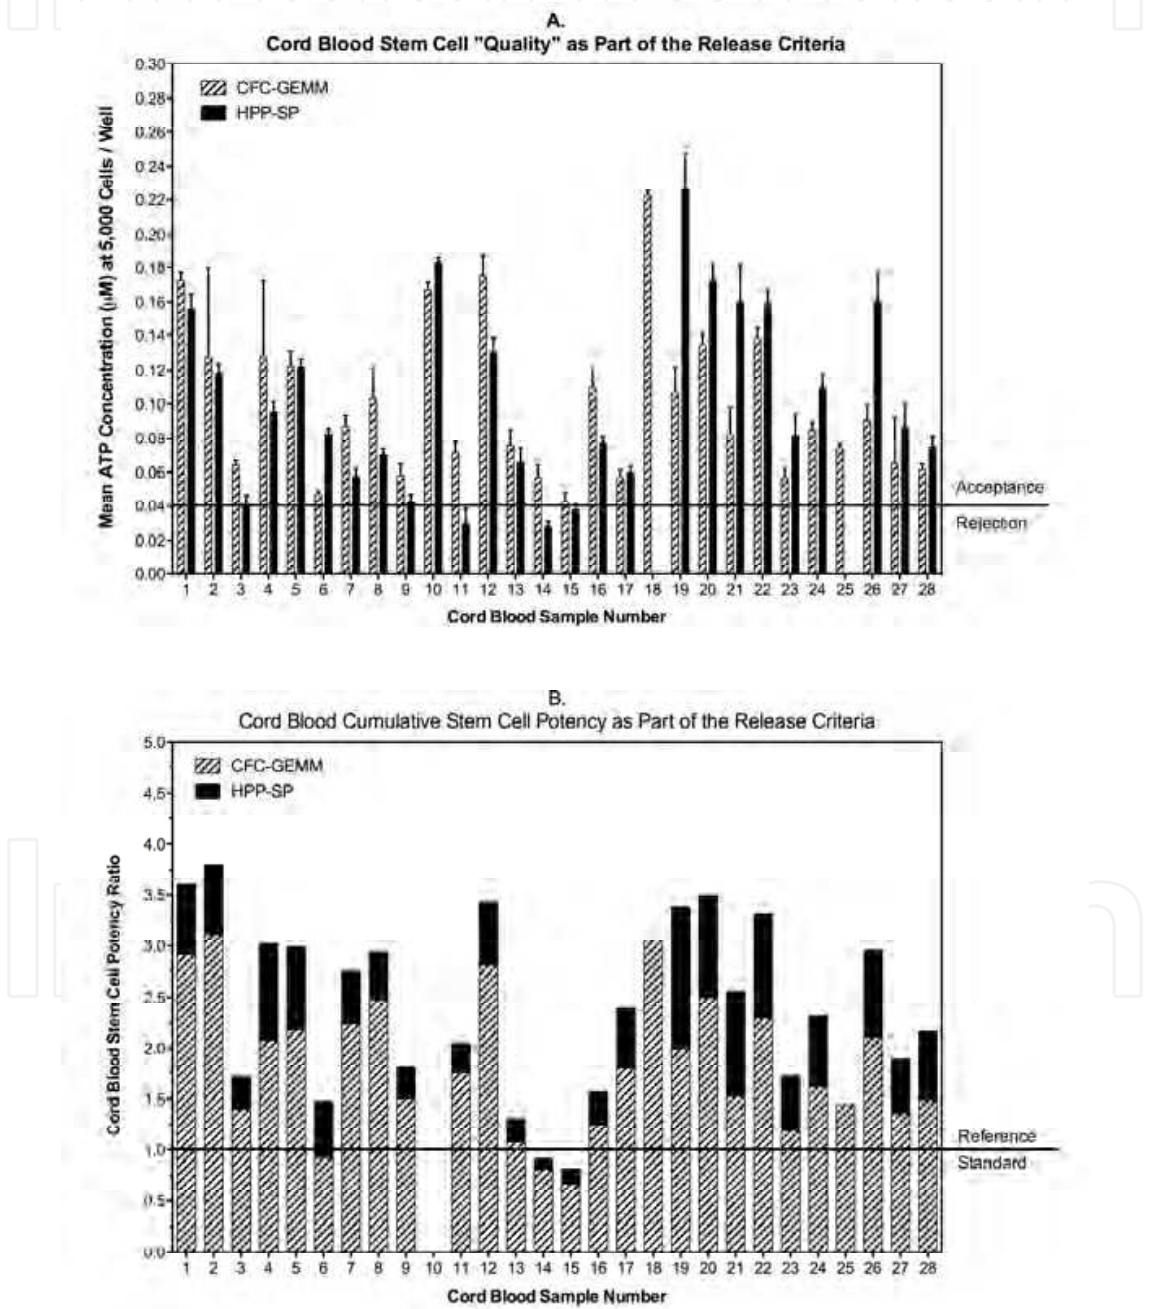 A.
Cord Blood Stem Cell "Quality" as Part of the Release Criteria
Mean ATP Concentration (µM) at 5,000 Cells / Well
0.30
0.28
0.26
0.24
0.22
0.20
0.18
0.16
0.14
0.12
0.10
0.08
0.06
0.04
0.02
0.00
CFC-GEMM
HPP-SP
Acceptance
Rejection
1 2 3 4 5 6 7 8 9 10 11 12 13 14 15 16 17 18 19 20 21 22 23 24 25 26 27 28
Cord Blood Sample Number
B.
Cord Blood Cumulative Stem Cell Potency as Part of the Release Criteria
Cord Blood Stem Cell Potency Ratio
5.0
4.5
4.0
3.5
3.0
2.5
2.0
1.5
1.0
0.5
0.0
CFC-GEMM
HPP-SP
Reference
Standard
1 2 3 4 5 6 7 8 9 10 11 12 13 14 15 16 17 18 19 20 21 22 23 24 25 26 27 28
Cord Blood Sample Number